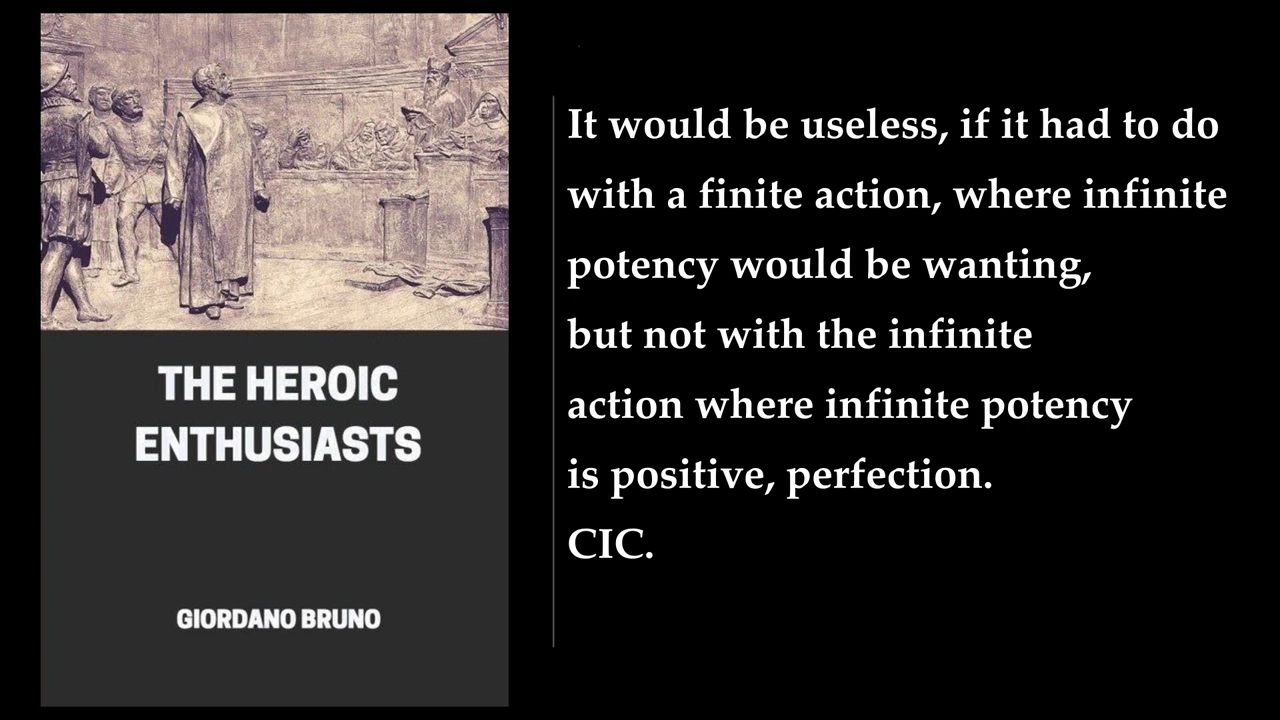 THE HEROIC
ENTHUSIASTS
GIORDANO BRUNO
It would be useless, if it had to do
with a finite action, where infinite
potency would be wanting,
but not with the infinite
action where infinite potency
is positive, perfection.
CIC.